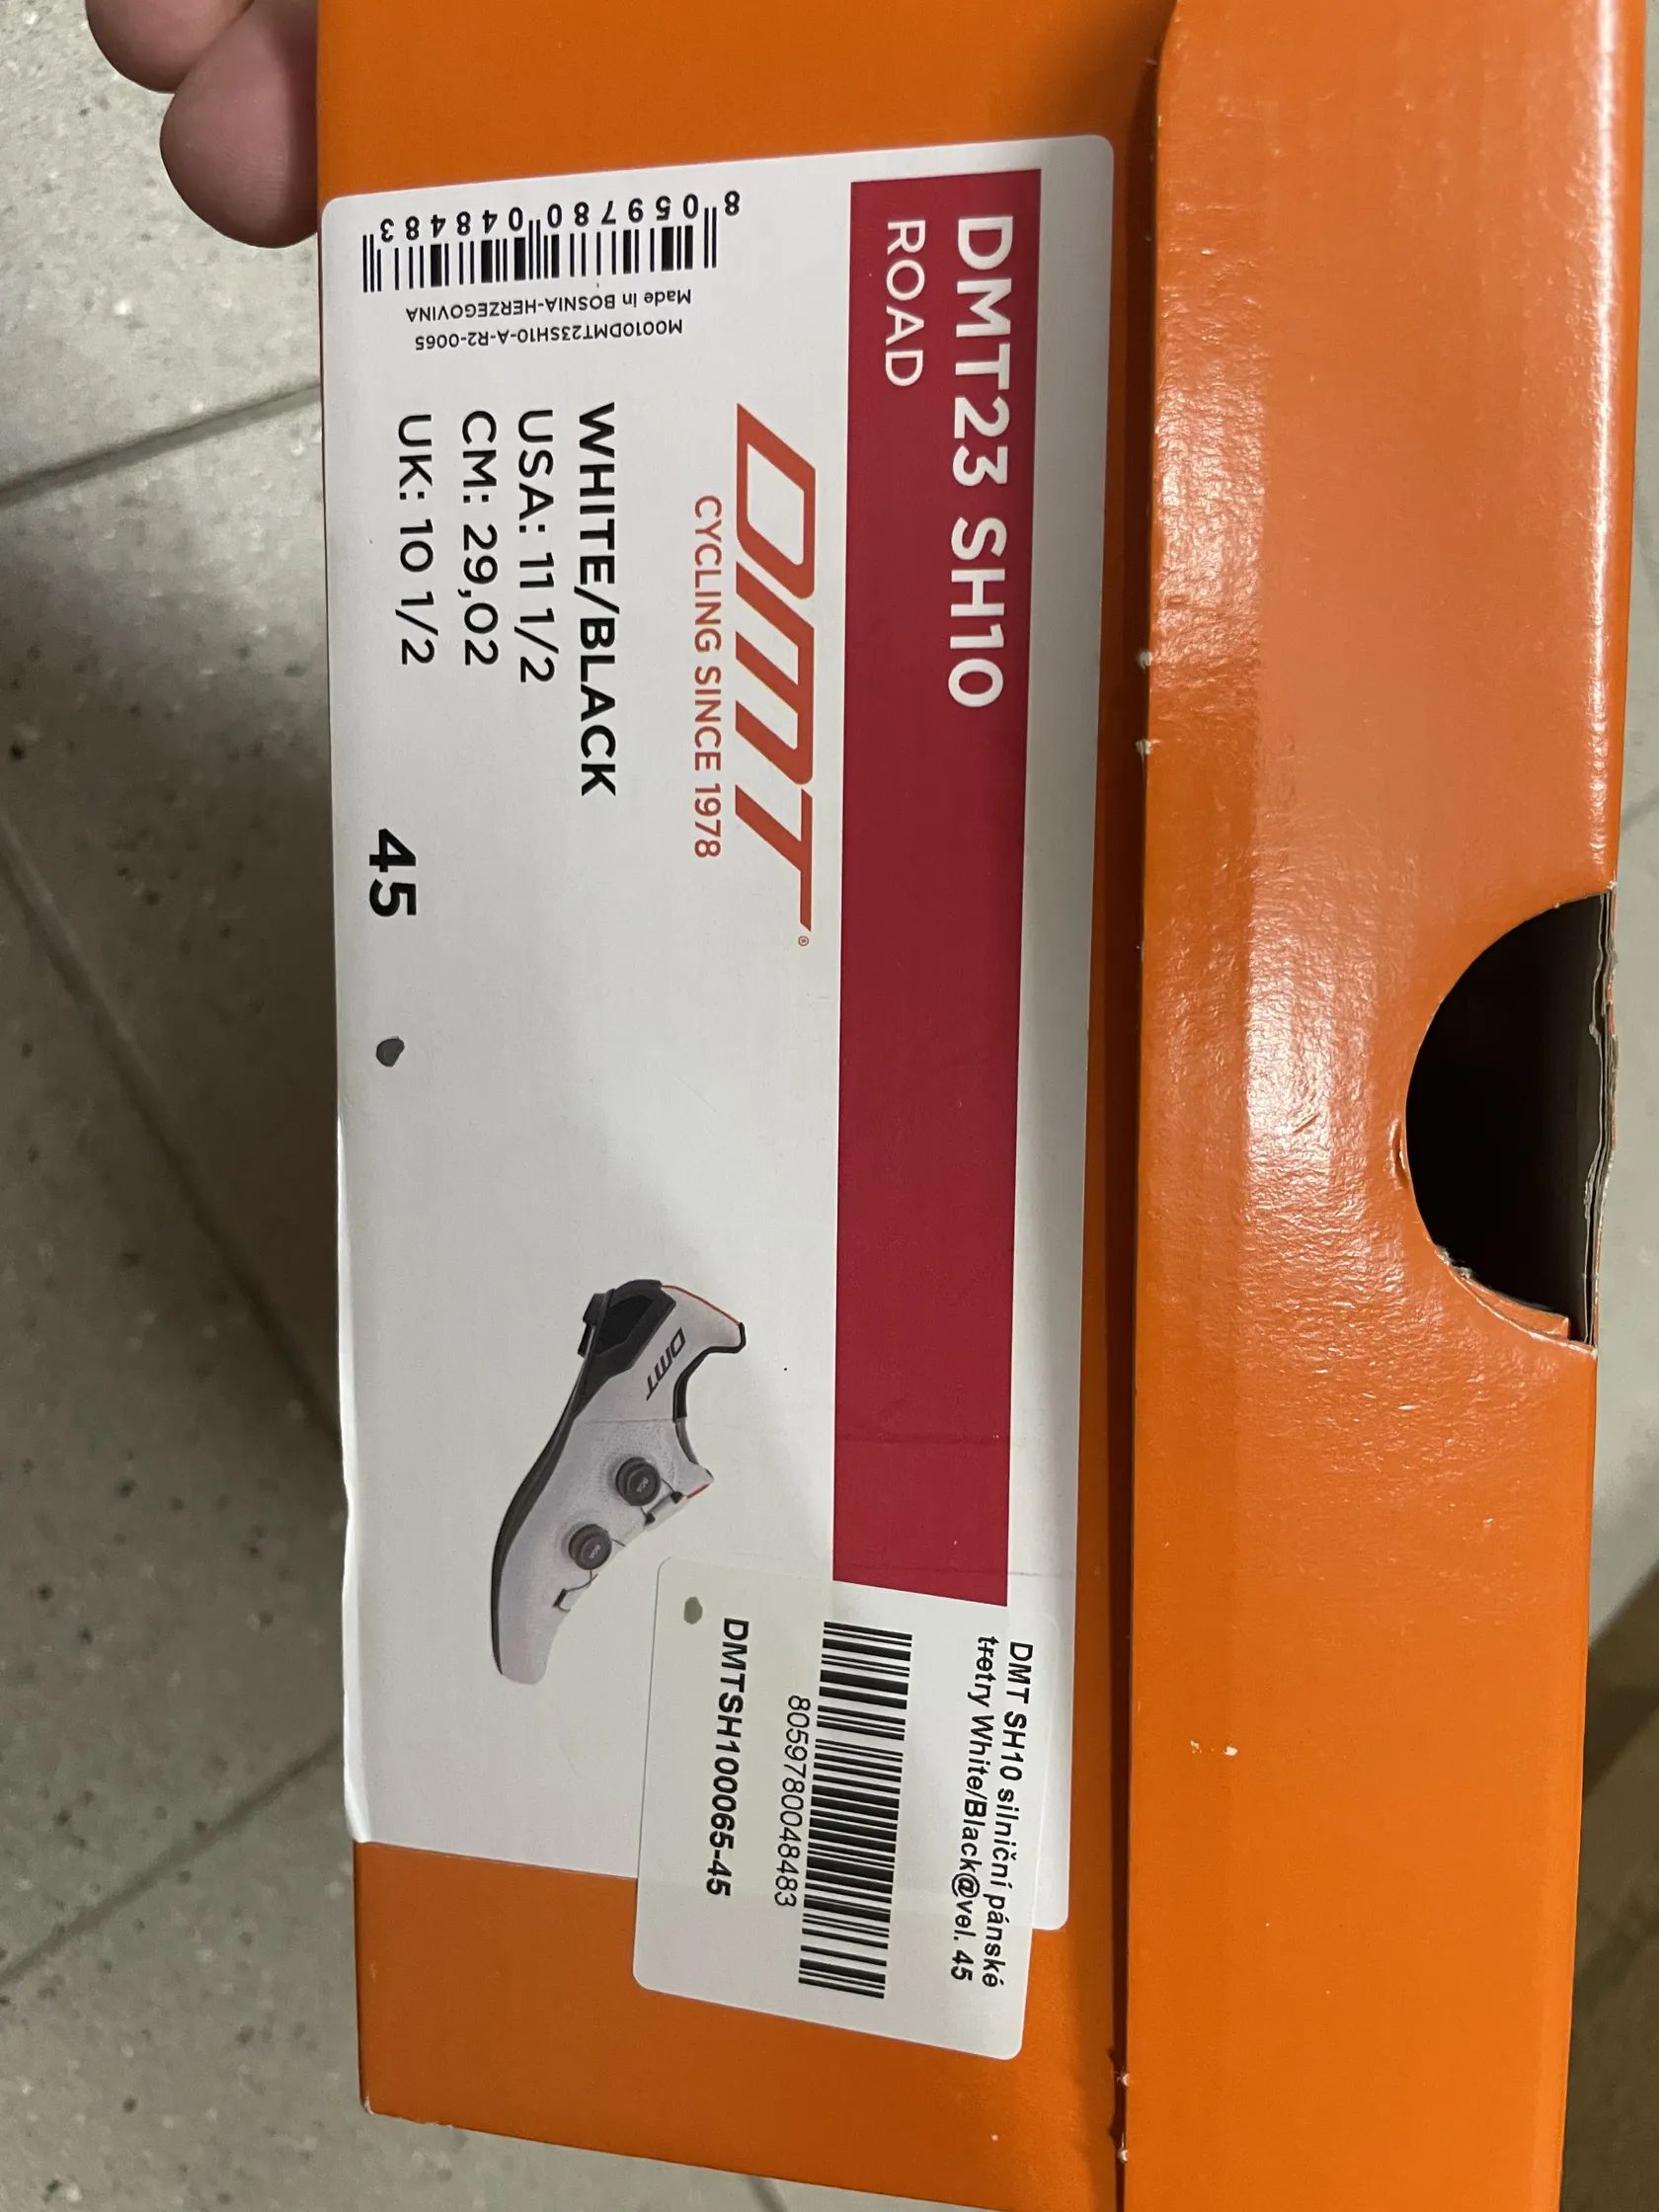 DMT23 SH10
ROAD
DMT®
CYCLING SINCE 1978
WHITE/BLACK
USA: 11 1/2
CM: 29,02
UK: 10 1/2
45
M0010DMT23SH10-A-R2-0065
Made in BOSNIA-HERZEGOVINA
8 059780 048483
DMT
DMT SH10 silniční pánské
tretry White/Black@vel. 45
8059780048483
DMTSH100065-45